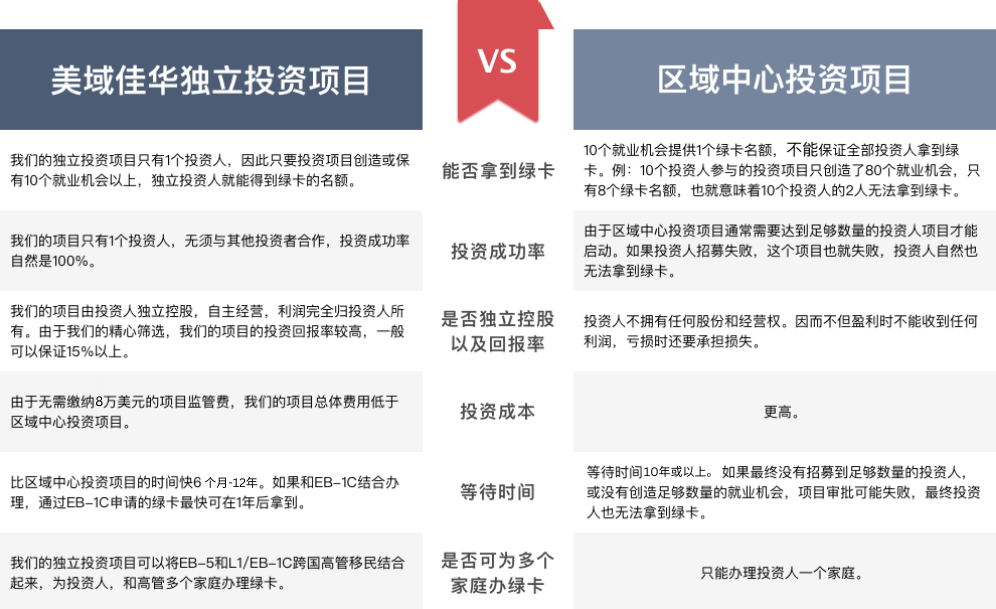 美域佳华独立投资项目
VS
区域中心投资项目
我们的独立投资项目只有1个投资人，因此只要投资项目创造或保
有10个就业机会以上，独立投资人就能得到绿卡的名额。
能否拿到绿卡
10个就业机会提供1个绿卡名额，不能保证全部投资人拿到绿
卡。例：10个投资人参与的投资项目只创造了80个就业机会，只
有8个绿卡名额，也就意味着10个投资人的2人无法拿到绿卡。
我们的项目只有1个投资人，无须与其他投资者合作，投资成功率
自然是100%。
投资成功率
由于区域中心投资项目通常需要达到足够数量的投资人项目才能
启动。如果投资人招募失败，这个项目也就失败，投资人自然也
无法拿到绿卡。
我们的项目由投资人独立控股，自主经营，利润完全归投资人所
有。由于我们的精心筛选，我们的项目的投资回报率较高，一般
可以保证15%以上。
是否独立控股
以及回报率
投资人不拥有任何股份和经营权。因而不但盈利时不能收到任何
利润，亏损时还要承担损失。
由于无需缴纳8万美元的项目监管费，我们的项目总体费用低于
区域中心投资项目。
投资成本
更高。
比区域中心投资项目的时间快6 个月-12年。如果和EB-1C结合办
理，通过EB-1C申请的绿卡最快可在1年后拿到。
等待时间
等待时间10年或以上。 如果最终没有招募到足够数量的投资人，
或没有创造足够数量的就业机会，项目审批可能失败，最终投资
人也无法拿到绿卡。
我们的独立投资项目可以将EB-5和L1/EB-1C跨国高管移民结合
起来，为投资人，和高管多个家庭办理绿卡。
是否可为多个
家庭办绿卡
只能办理投资人一个家庭。